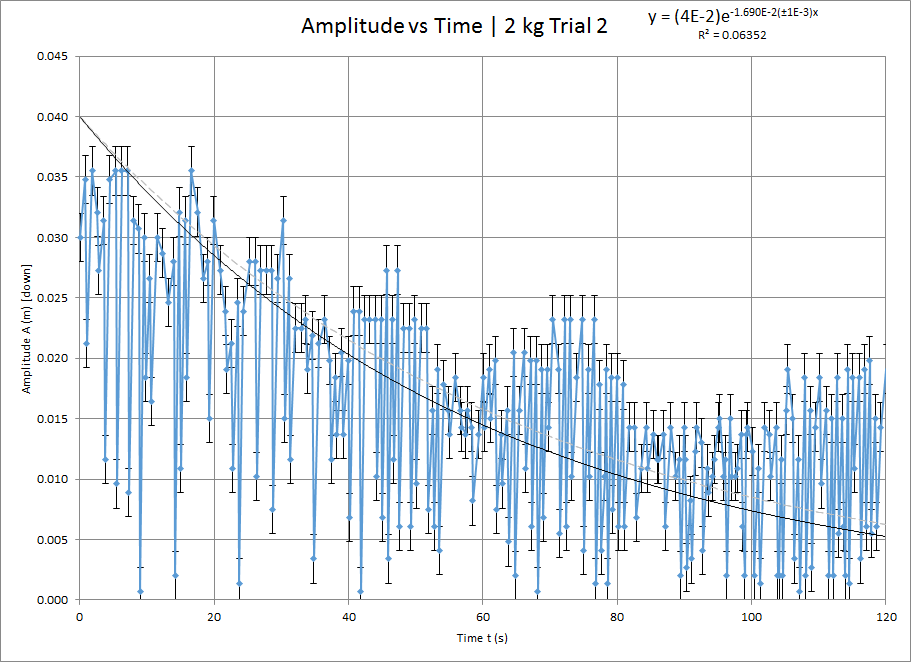 Amplitude vs Time | 2 kg Trial 2
y = (4E-2)e^-1.690E-2(±1E-3)x
R² = 0.06352
0.045
0.040
0.035
0.030
0.025
0.020
0.015
0.010
0.005
0.000
Amplitude A (m) [down]
0 20 40 60 80 100 120
Time t (s)